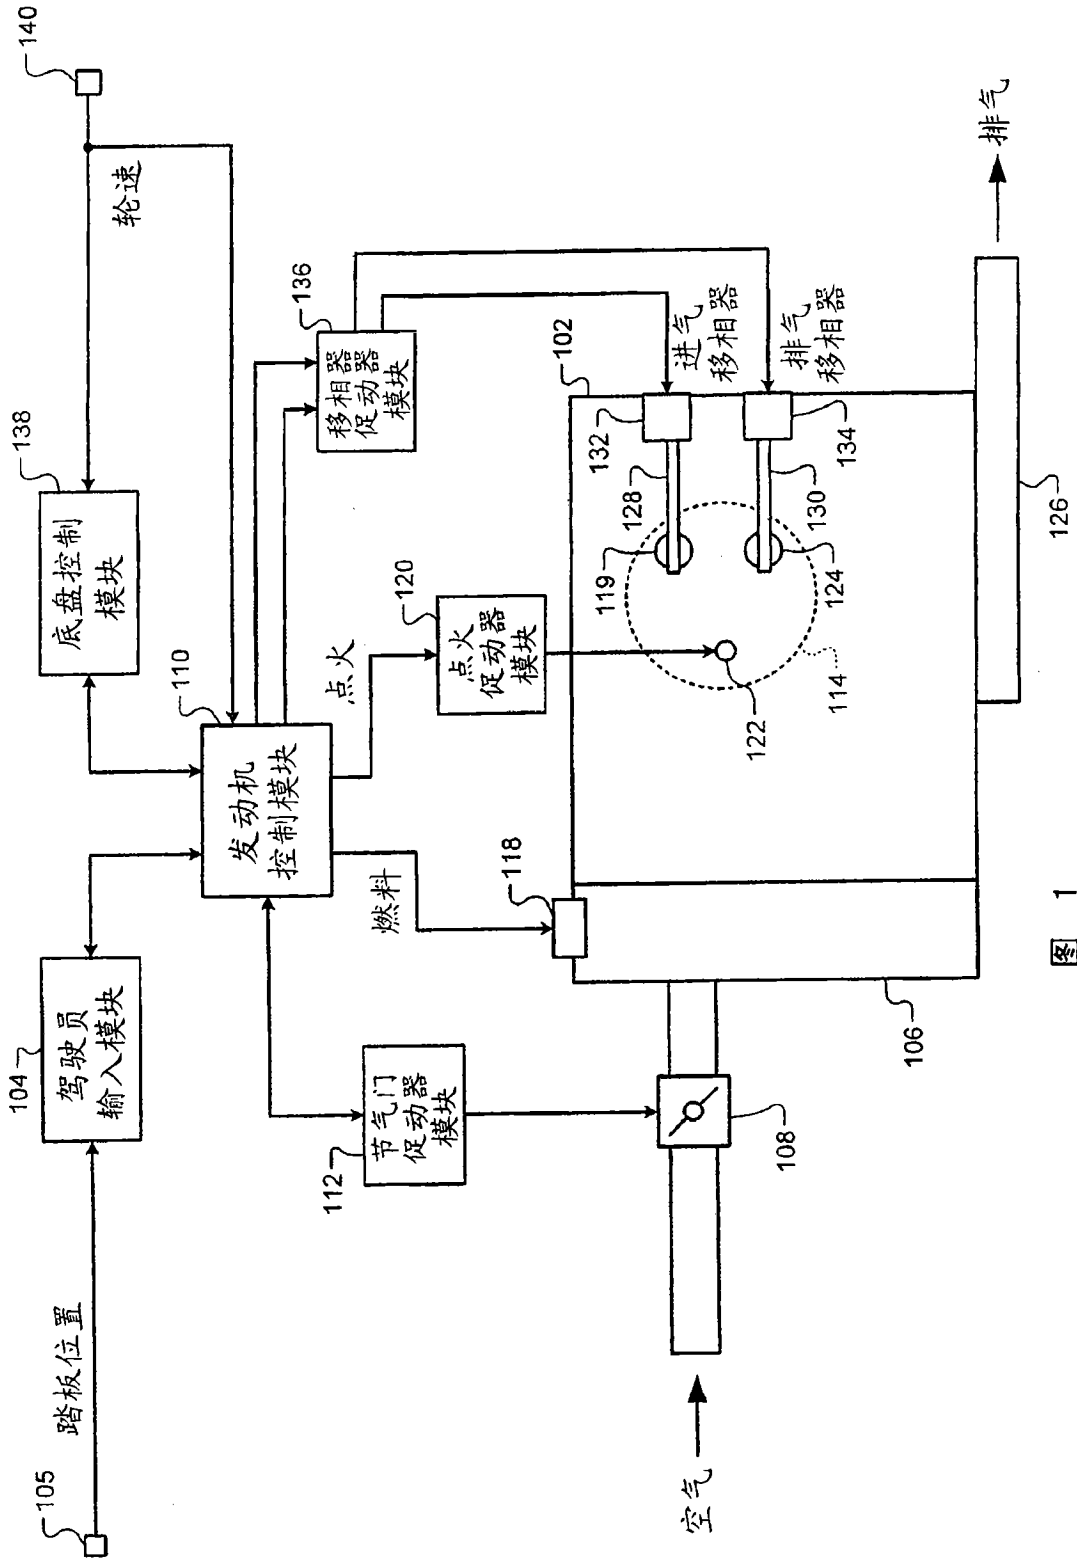 104
138
140
105
踏板位置
驾驶员
输入模块
底盘控制
模块
轮速
110
发动机
控制模块
136
移相器器
促动器
模块
112
节气门
促动器
模块
燃料
点火
120
点火
促动器
模块
118
102
进气
移相器
132
128
119
排气
移相器
134
130
124
122
114
空气
108
106
126
排气
图 1